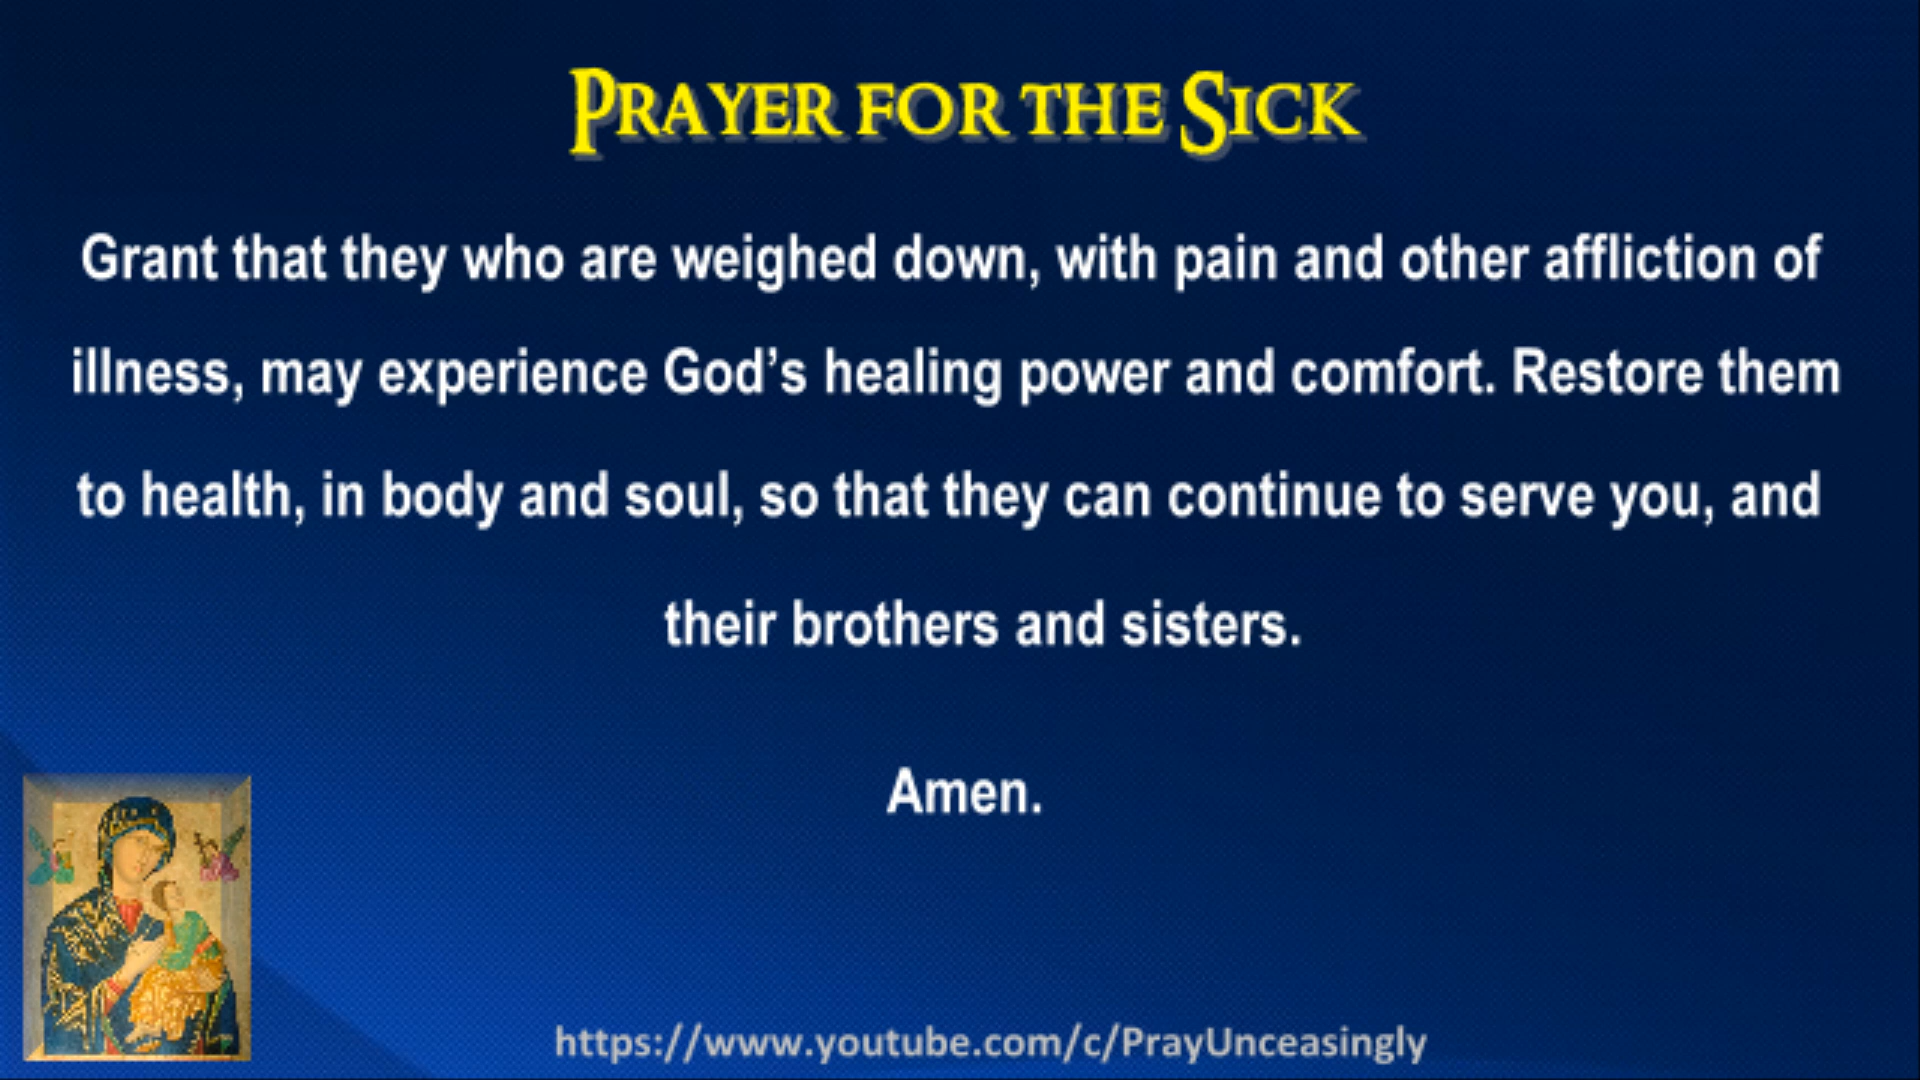 PRAYER FOR THE SICK
Grant that they who are weighed down, with pain and other affliction of
illness, may experience God’s healing power and comfort. Restore them
to health, in body and soul, so that they can continue to serve you, and
their brothers and sisters.
Amen.
https://www.youtube.com/c/PrayUnceasingly